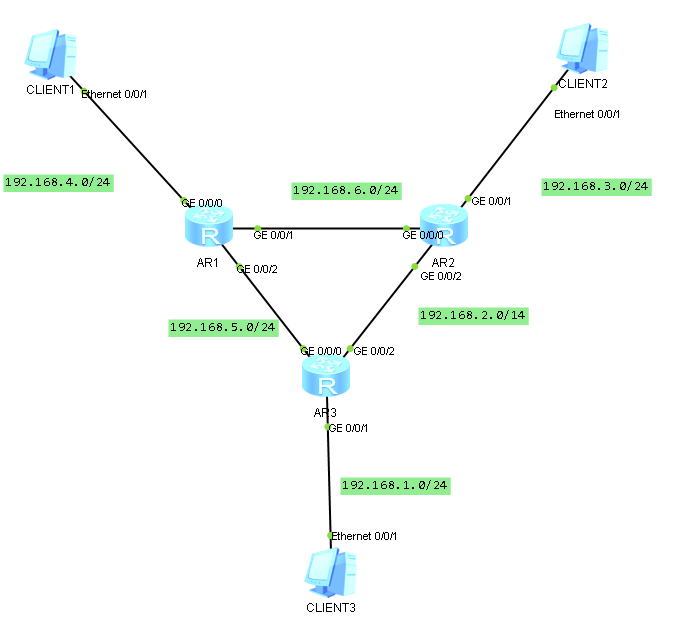 CLIENT1
Ethernet 0/0/1
CLIENT2
Ethernet 0/0/1
192.168.4.0/24
192.168.6.0/24
192.168.3.0/24
GE 0/0/0
GE 0/0/1
R
GE 0/0/1
GE 0/0/0
R
AR1
AR2
GE 0/0/2
GE 0/0/2
192.168.5.0/24
192.168.2.0/14
GE 0/0/0
GE 0/0/2
R
AR3
GE 0/0/1
192.168.1.0/24
Ethernet 0/0/1
CLIENT3